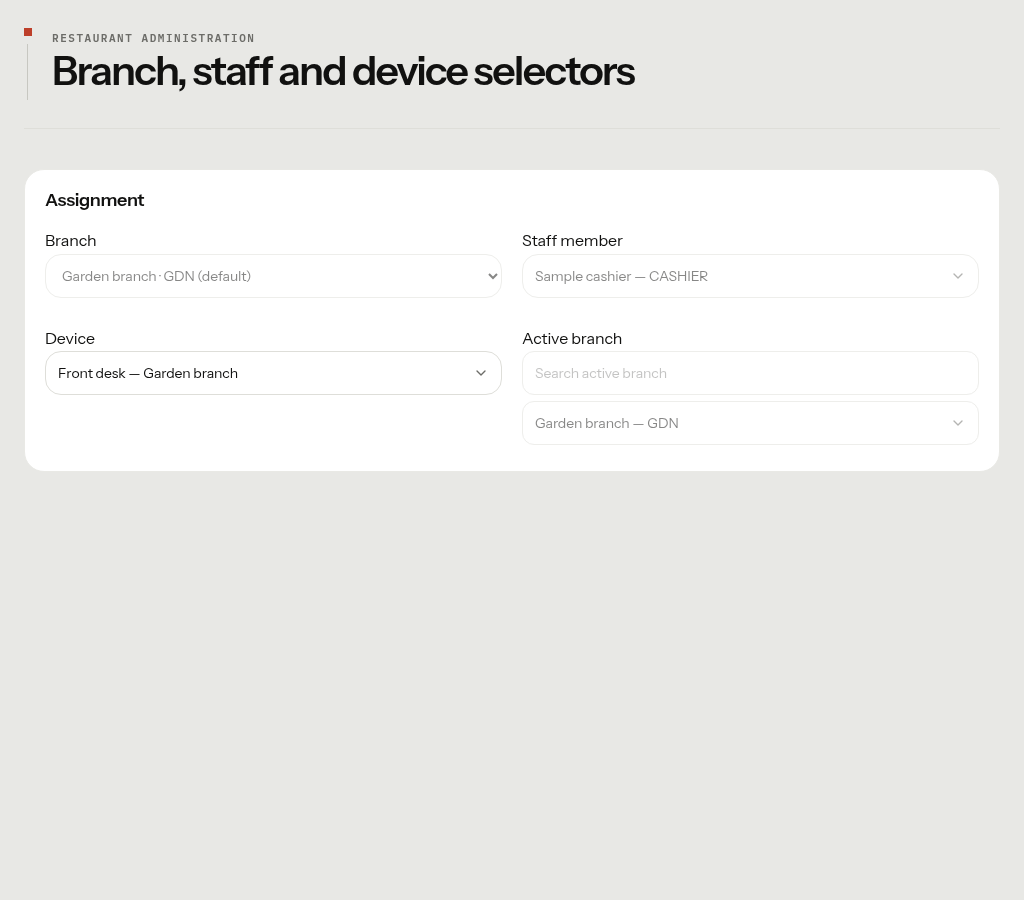 RESTAURANT ADMINISTRATION
Branch, staff and device selectors
Assignment
Branch
Garden branch · GDN (default)
Staff member
Sample cashier — CASHIER
Device
Front desk — Garden branch
Active branch
Search active branch
Garden branch — GDN